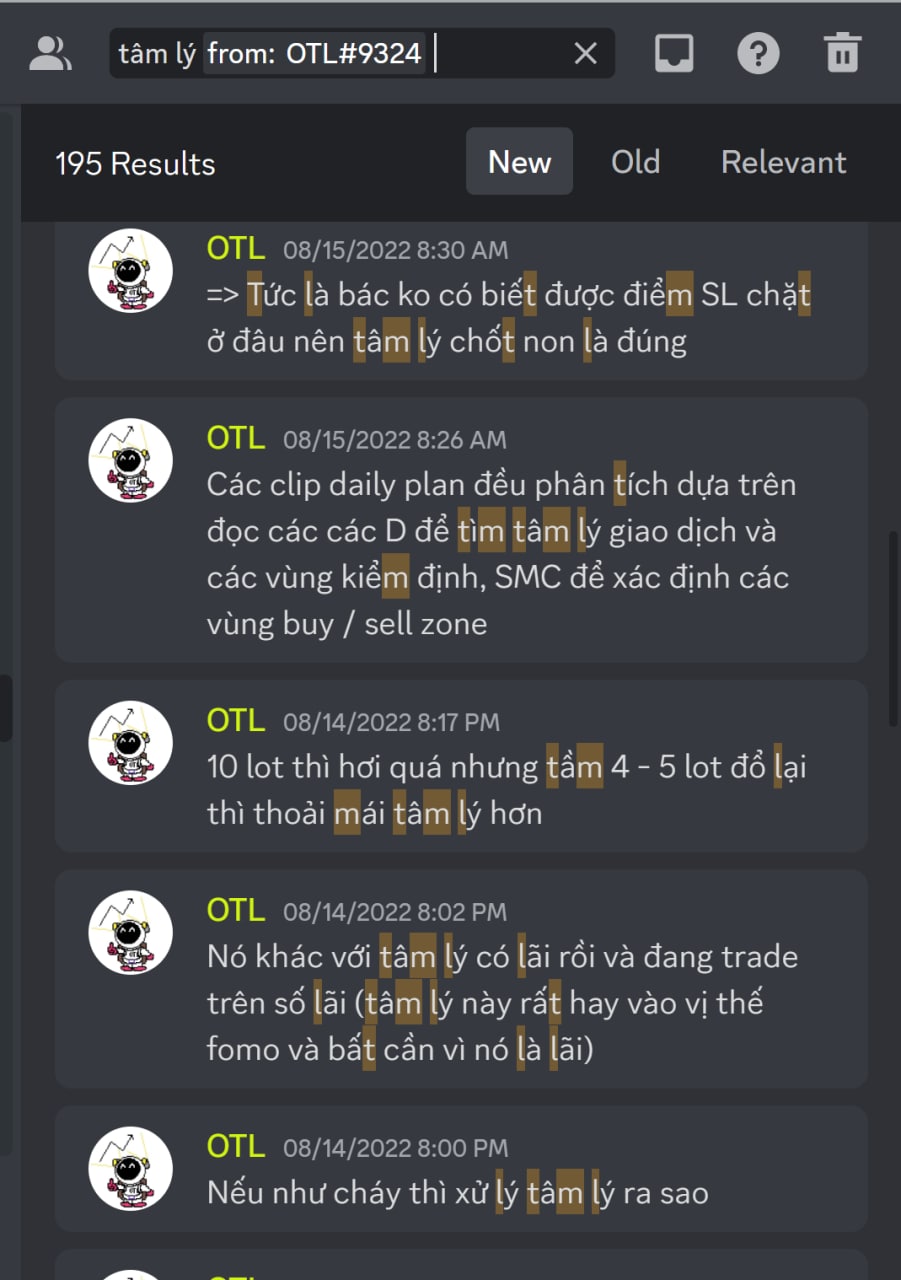 tâm lý from: OTL#9324
195 Results
New
Old
Relevant
OTL 08/15/2022 8:30 AM
=> Tức là bác ko có biết được điểm SL chặt
ở đâu nên tâm lý chốt non là đúng
OTL 08/15/2022 8:26 AM
Các clip daily plan đều phân tích dựa trên
đọc các các D để tìm tâm lý giao dịch và
các vùng kiểm định, SMC để xác định các
vùng buy / sell zone
OTL 08/14/2022 8:17 PM
10 lot thì hơi quá nhưng tầm 4 - 5 lot đổ lại
thì thoải mái tâm lý hơn
OTL 08/14/2022 8:02 PM
Nó khác với tâm lý có lãi rồi và đang trade
trên số lãi (tâm lý này rất hay vào vị thế
fomo và bất cần vì nó là lãi)
OTL 08/14/2022 8:00 PM
Nếu như cháy thì xử lý tâm lý ra sao